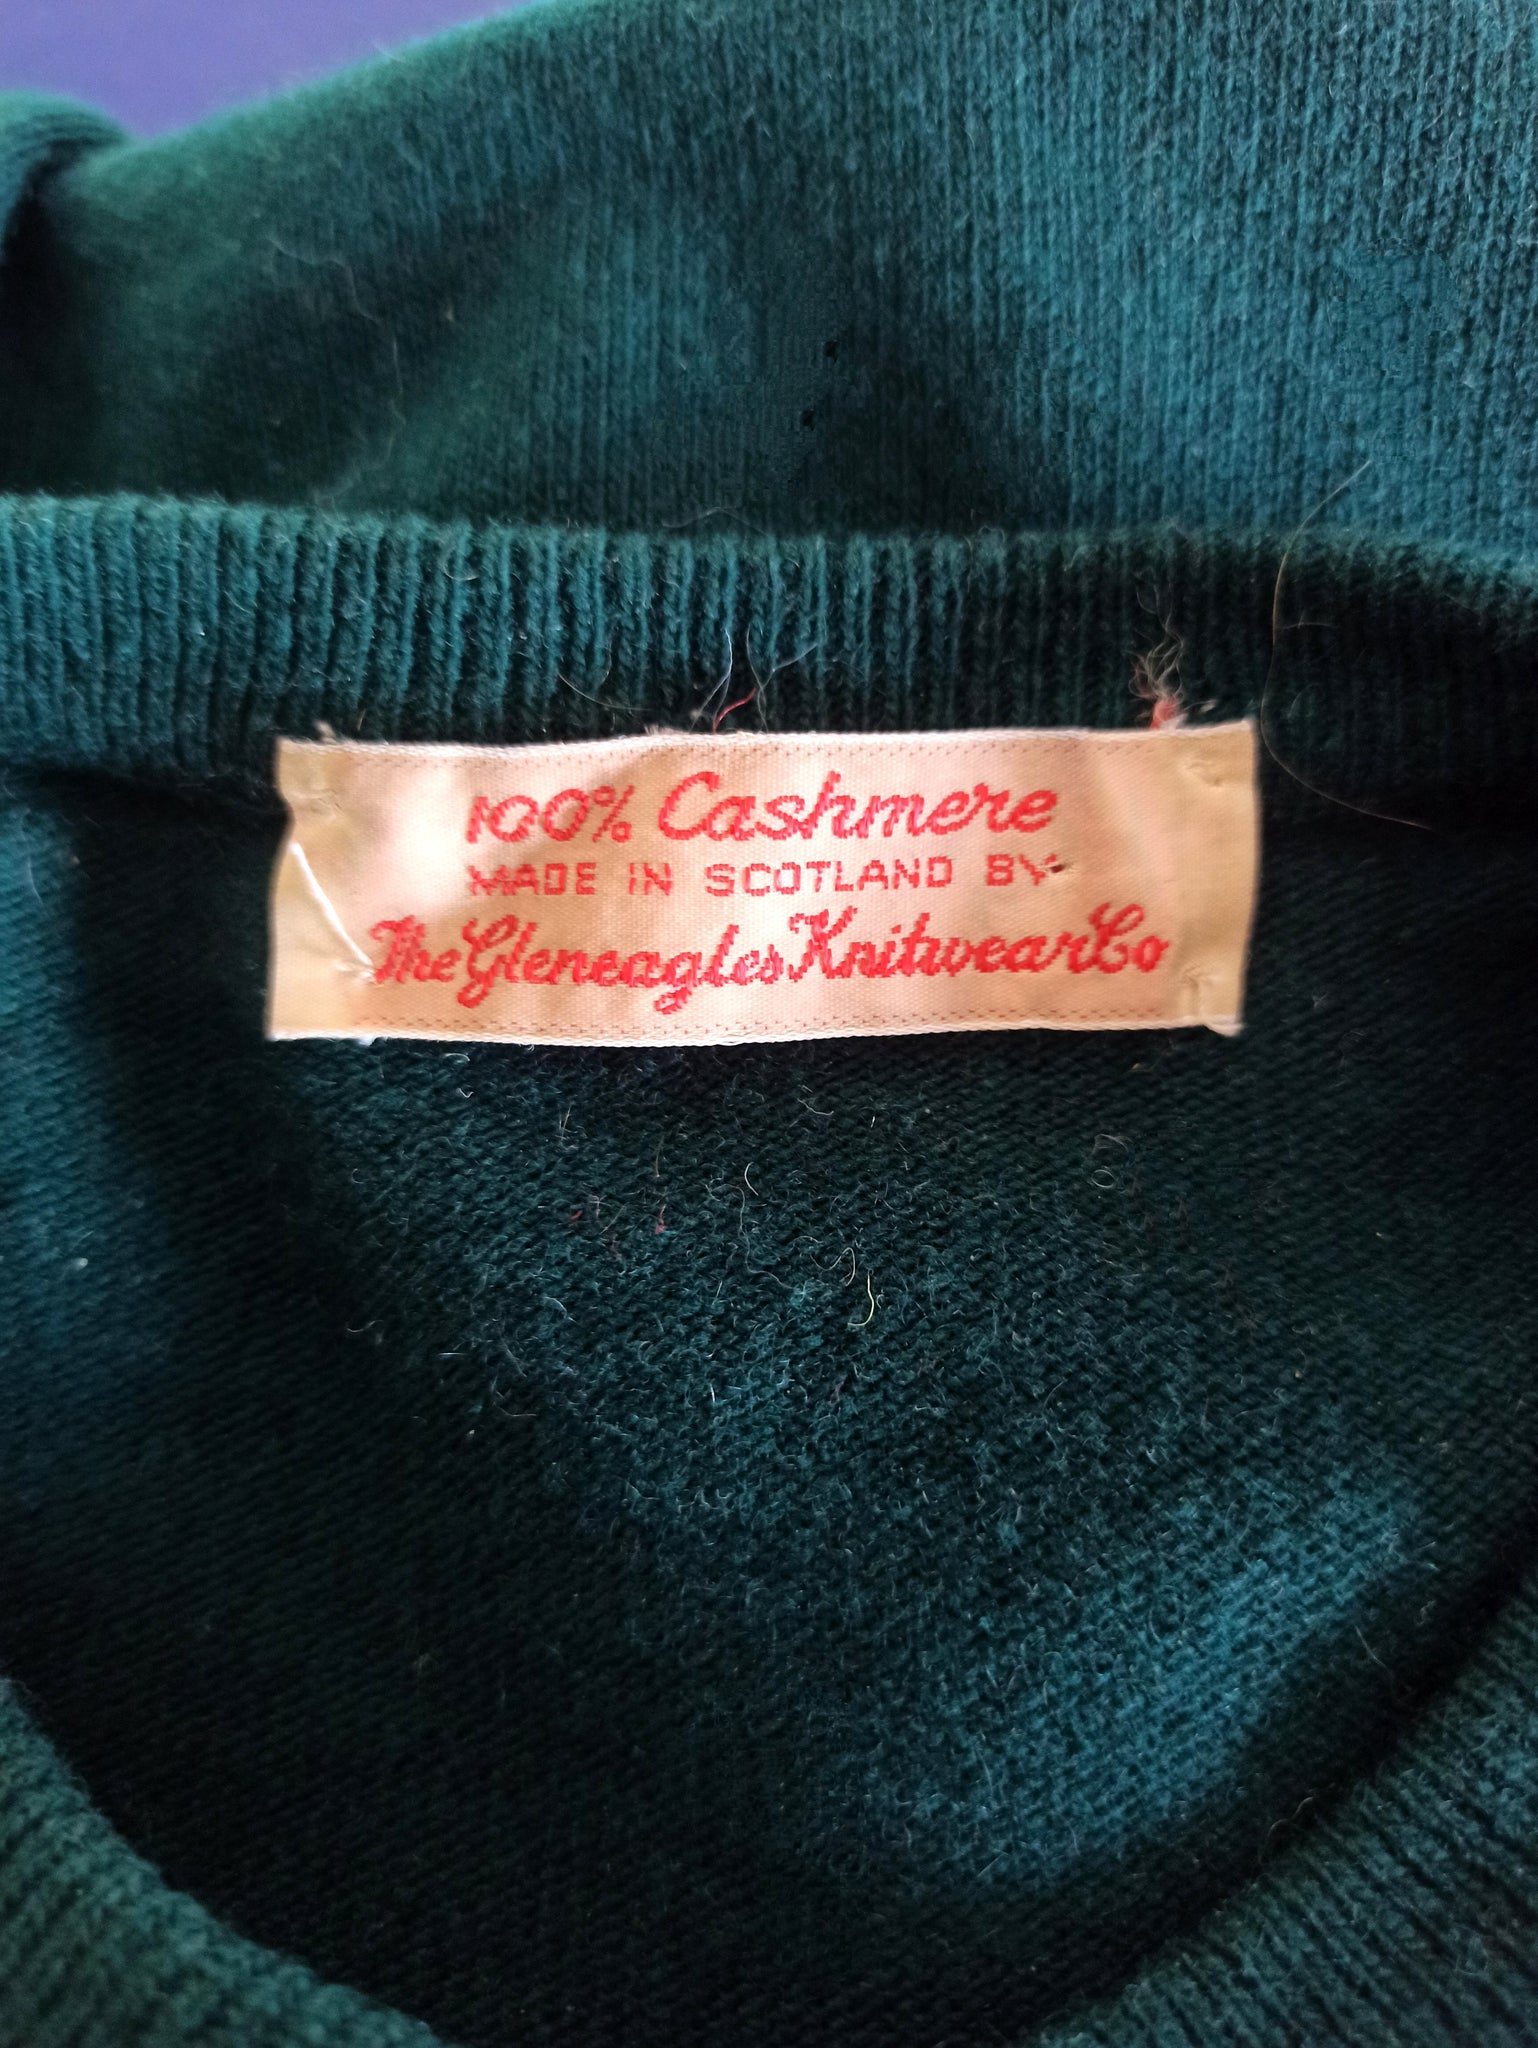 100% Cashmere
MADE IN SCOTLAND BY
The Gleneagles Knitwear Co